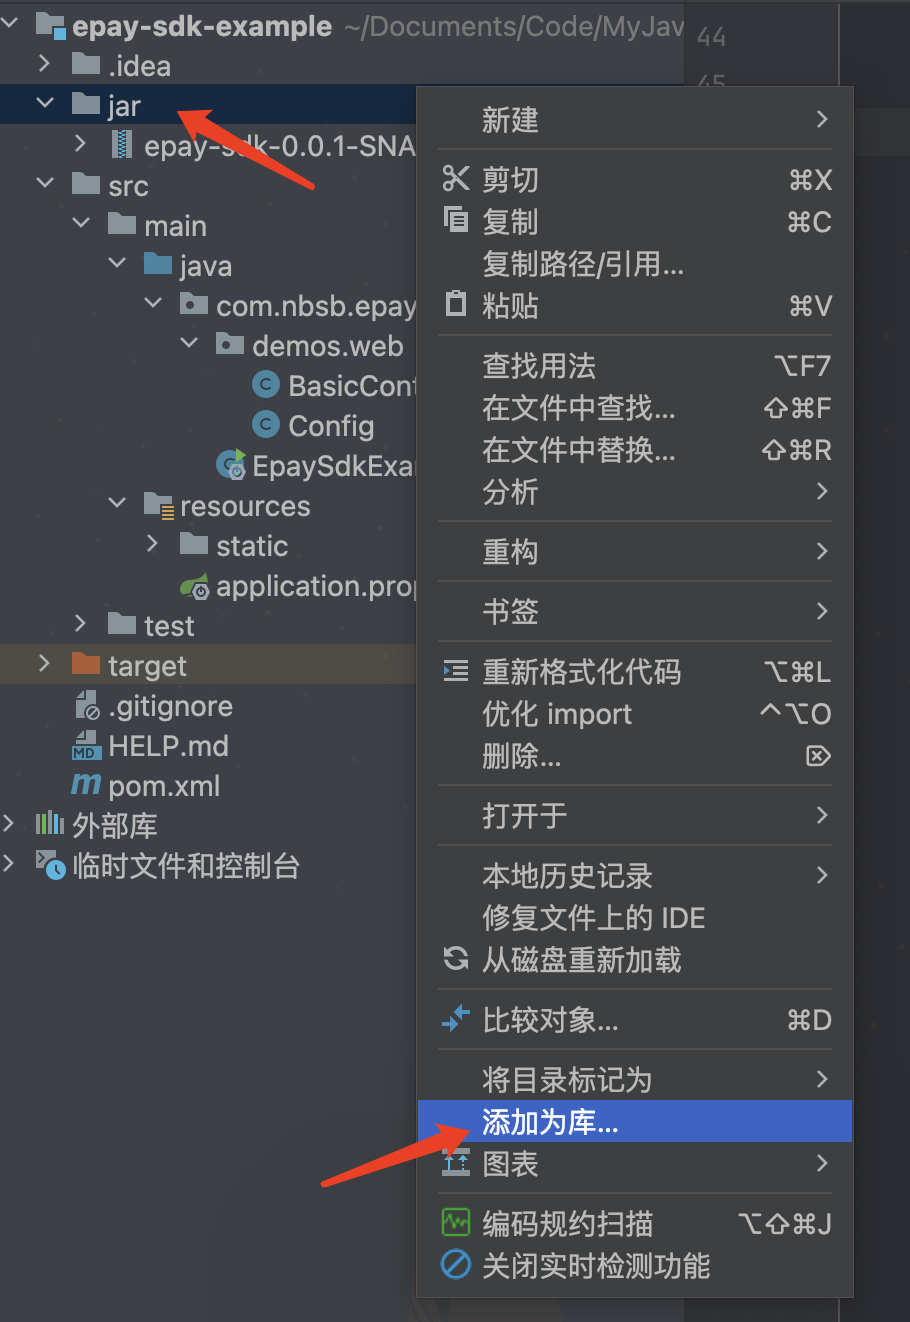 epay-sdk-example ~/Documents/Code/MyJav
.idea
jar
epay-sdk-0.0.1-SNA
src
main
java
com.nbsb.epay
demos.web
BasicCont
Config
EpaySdkExa
resources
static
application.prop
test
target
.gitignore
HELP.md
pom.xml
外部库
临时文件和控制台
44
45
新建
剪切 ⌘X
复制 ⌘C
复制路径/引用...
粘贴 ⌘V
查找用法 ⌥F7
在文件中查找... ⇧⌘F
在文件中替换... ⇧⌘R
分析
重构
书签
重新格式化代码 ⌥⌘L
优化 import ^⌥O
删除... ⌦
打开于
本地历史记录
修复文件上的 IDE
从磁盘重新加载
比较对象... ⌘D
将目录标记为
添加为库...
图表
编码规约扫描 ⌥⇧⌘J
关闭实时检测功能